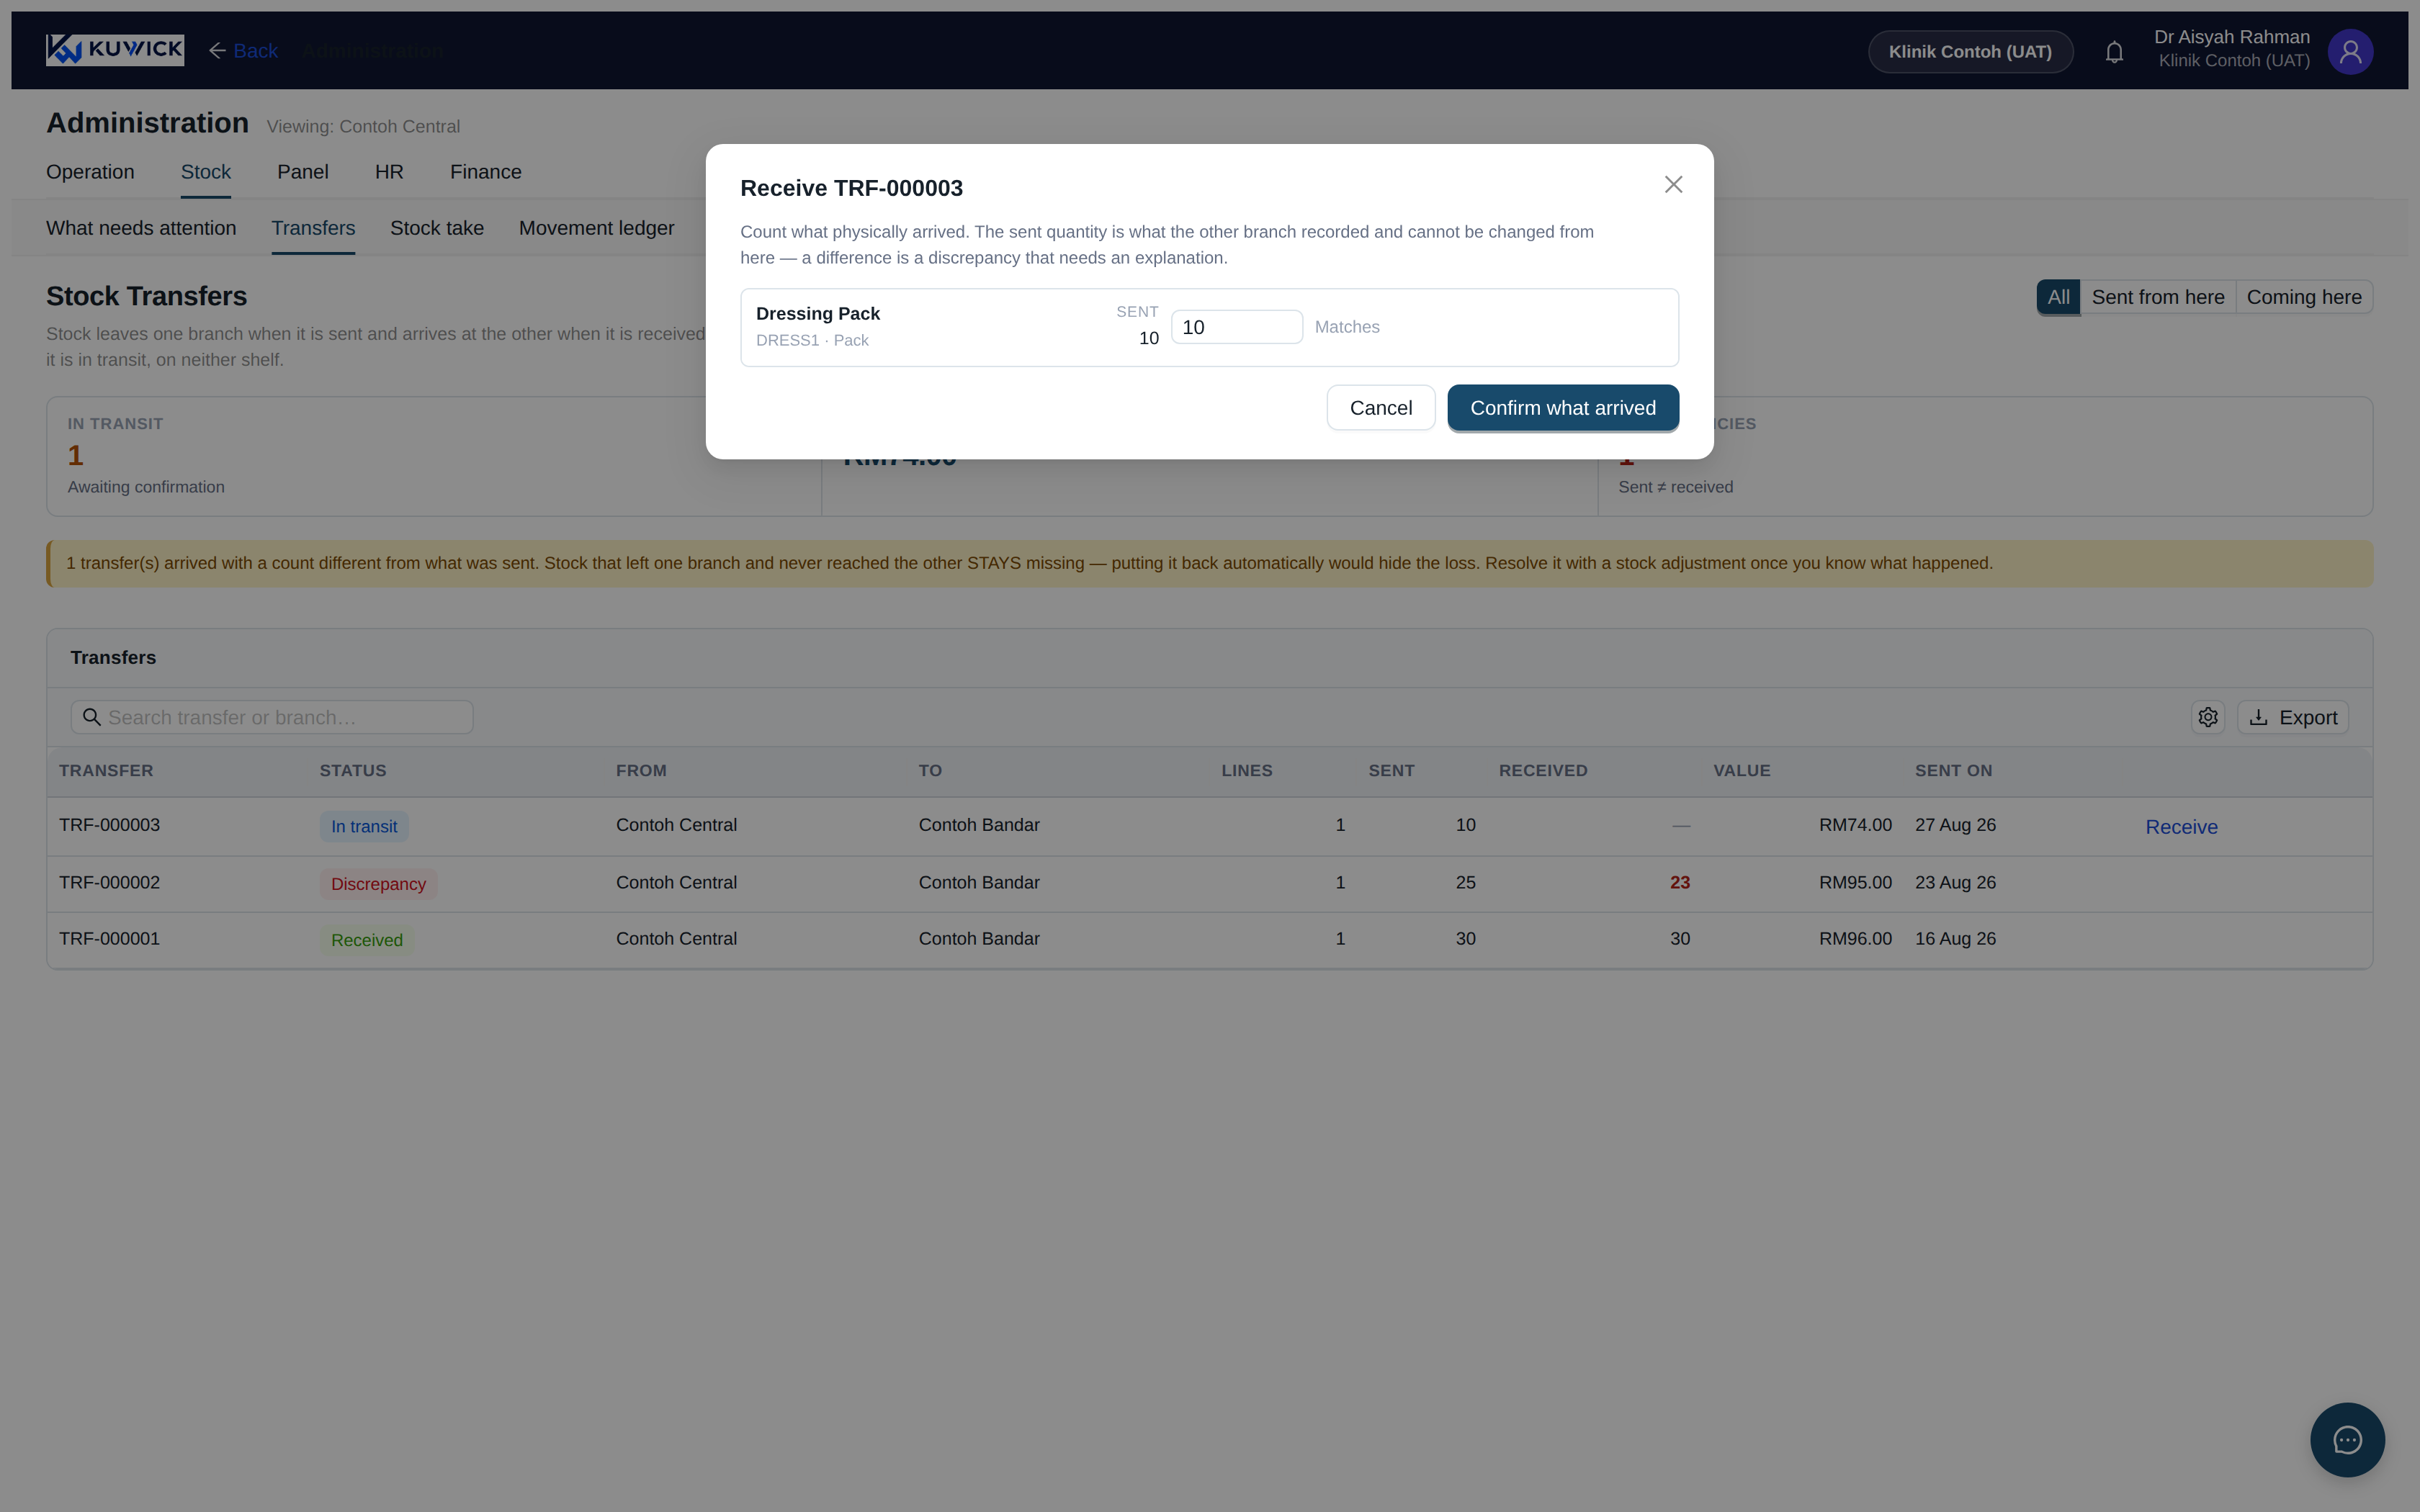 KUWICK
Back
Administration
Klinik Contoh (UAT)
Dr Aisyah Rahman
Klinik Contoh (UAT)
Administration
Viewing: Contoh Central
Operation
Stock
Panel
HR
Finance
What needs attention
Transfers
Stock take
Movement ledger
Stock Transfers
Stock leaves one branch when it is sent and arrives at the other when it is received
it is in transit, on neither shelf.
All
Sent from here
Coming here
Receive TRF-000003
Count what physically arrived. The sent quantity is what the other branch recorded and cannot be changed from
here — a difference is a discrepancy that needs an explanation.
Dressing Pack
DRESS1 · Pack
SENT
10
10
Matches
Cancel
Confirm what arrived
IN TRANSIT
1
Awaiting confirmation
RM74.00
CIES
1
Sent ≠ received
1 transfer(s) arrived with a count different from what was sent. Stock that left one branch and never reached the other STAYS missing — putting it back automatically would hide the loss. Resolve it with a stock adjustment once you know what happened.
Transfers
Search transfer or branch…
Export
TRANSFER STATUS FROM TO LINES SENT RECEIVED VALUE SENT ON
TRF-000003 In transit Contoh Central Contoh Bandar 1 10 — RM74.00 27 Aug 26 Receive
TRF-000002 Discrepancy Contoh Central Contoh Bandar 1 25 23 RM95.00 23 Aug 26
TRF-000001 Received Contoh Central Contoh Bandar 1 30 30 RM96.00 16 Aug 26